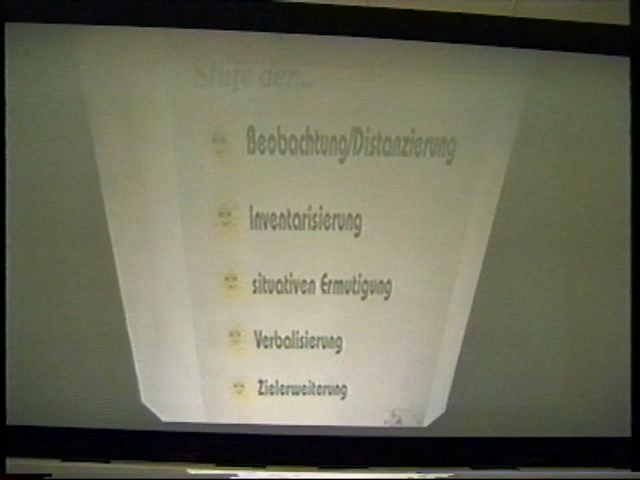 Stufe der...
Beobachtung/Distanzierung
Inventarisierung
situativen Ermutigung
Verbalisierung
Zielerweiterung